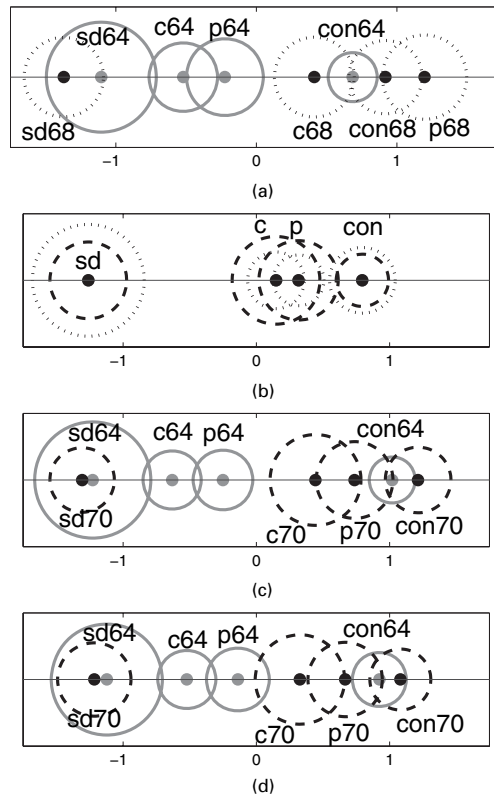 sd64 c64 p64 con64
sd68 c68 con68 p68
-1 0 1
(a)
sd c p con
-1 0 1
(b)
sd64 c64 p64 con64
sd70 c70 p70 con70
-1 0 1
(c)
sd64 c64 p64 con64
sd70 c70 p70 con70
-1 0 1
(d)